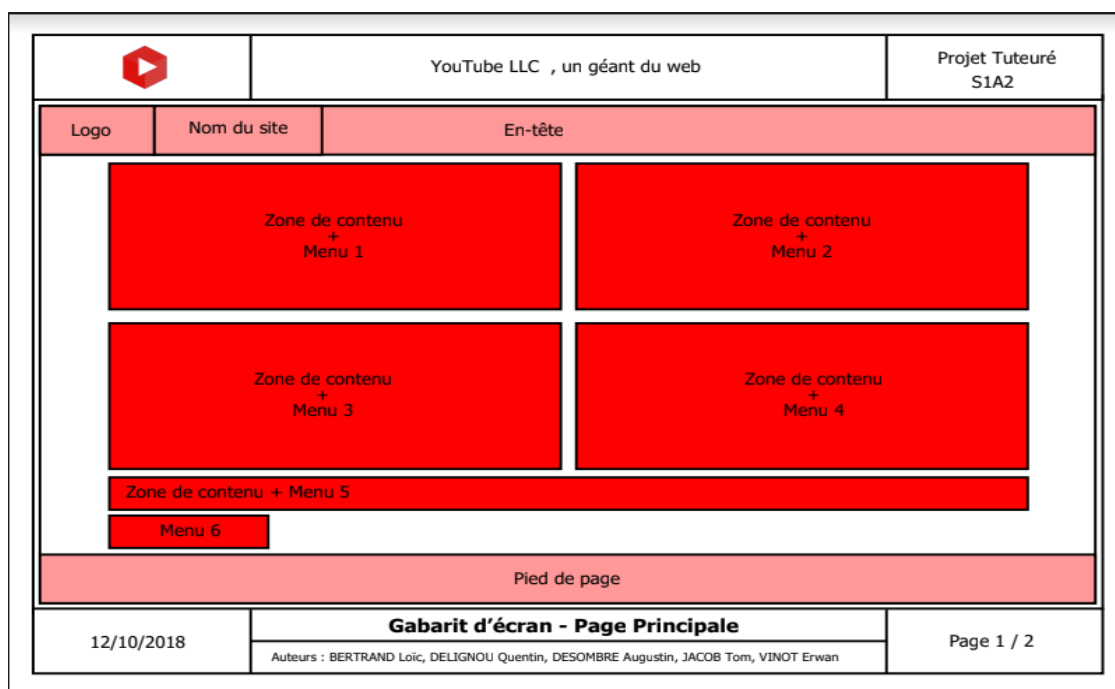 YouTube LLC , un géant du web
Projet Tuteuré
S1A2
Logo
Nom du site
En-tête
Zone de contenu
+
Menu 1
Zone de contenu
+
Menu 2
Zone de contenu
+
Menu 3
Zone de contenu
+
Menu 4
Zone de contenu + Menu 5
Menu 6
Pied de page
12/10/2018
Gabarit d’écran - Page Principale
Auteurs : BERTRAND Loïc, DELIGNOU Quentin, DESOMBRE Augustin, JACOB Tom, VINOT Erwan
Page 1 / 2